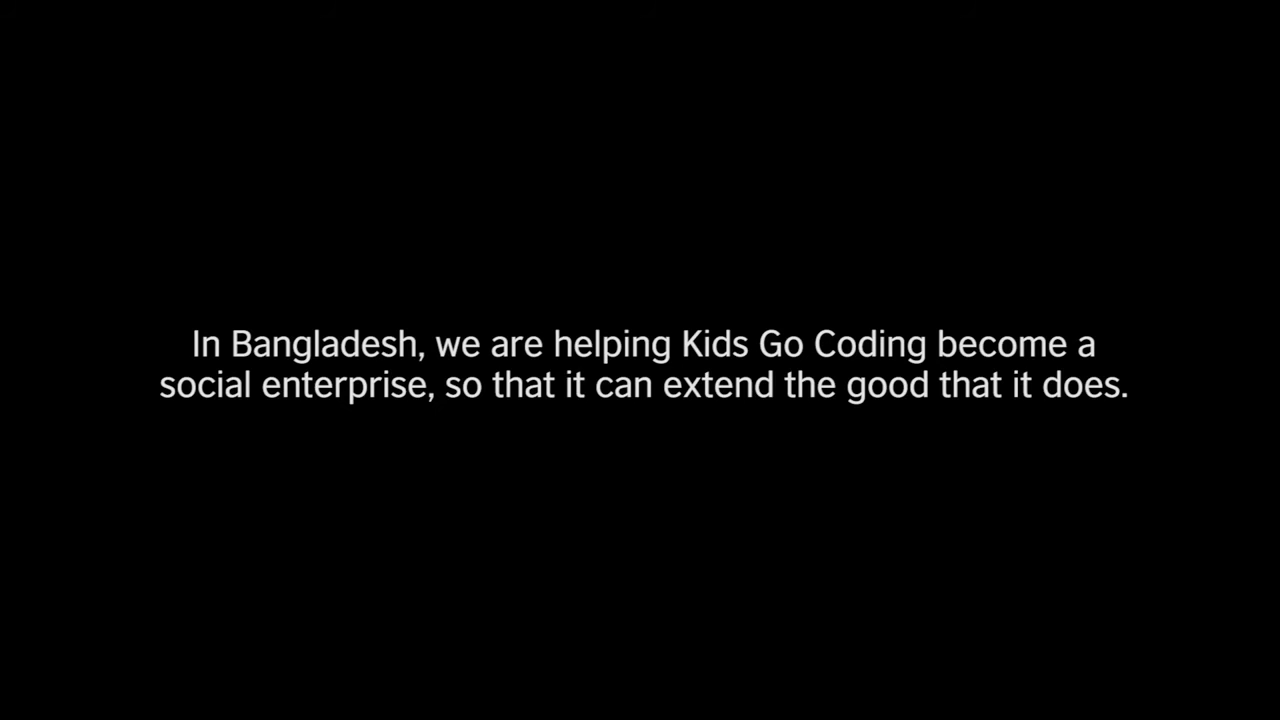 In Bangladesh, we are helping Kids Go Coding become a
social enterprise, so that it can extend the good that it does.